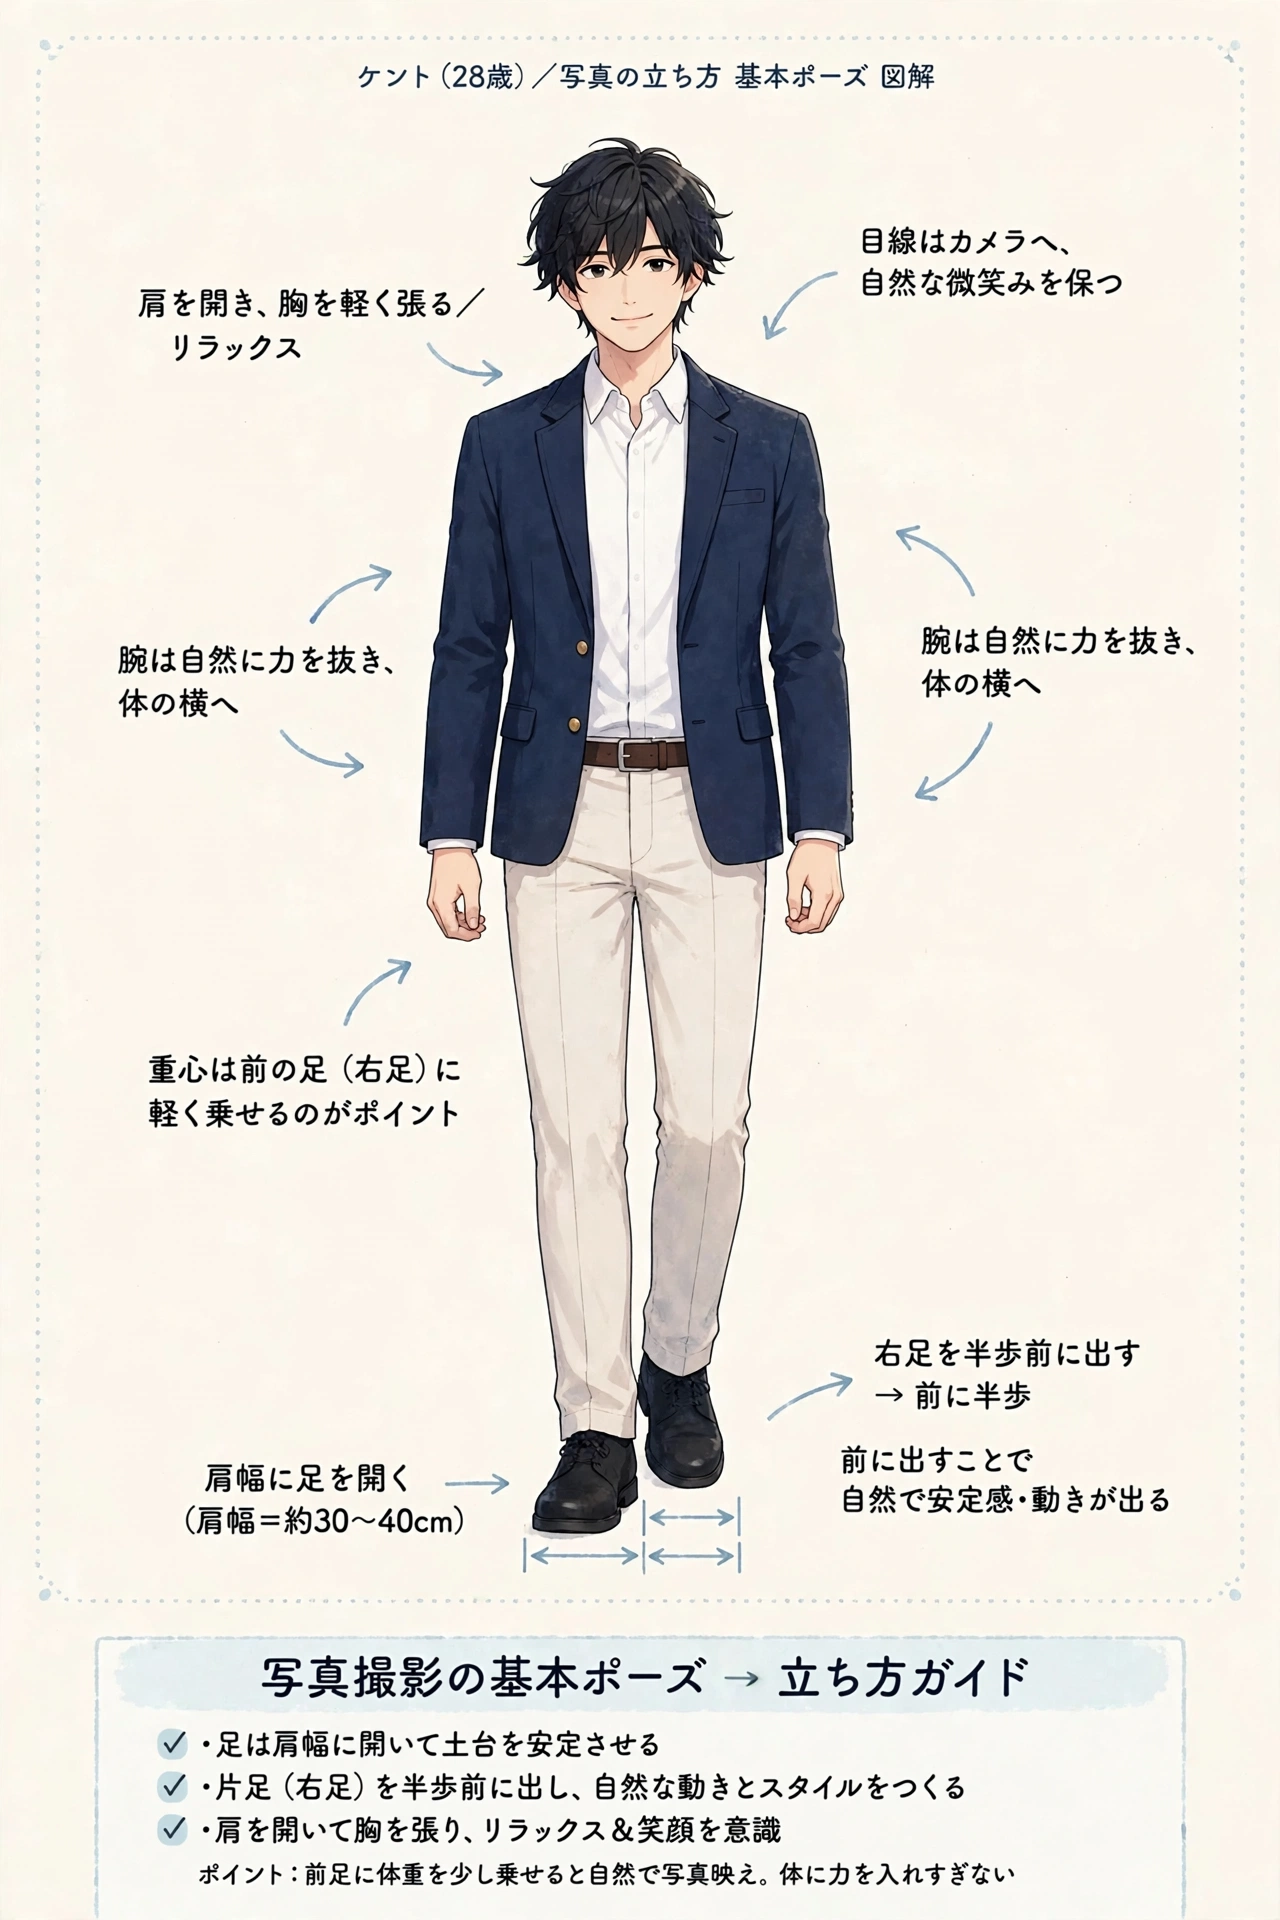 ケント（28歳）／写真の立ち方 基本ポーズ 図解
目線はカメラへ、
自然な微笑みを保つ
肩を開き、胸を軽く張る／
リラックス
腕は自然に力を抜き、
体の横へ
腕は自然に力を抜き、
体の横へ
重心は前の足（右足）に
軽く乗せるのがポイント
右足を半歩前に出す
→ 前に半歩
前に出すことで
自然で安定感・動きが出る
肩幅に足を開く
（肩幅＝約30〜40cm）
写真撮影の基本ポーズ → 立ち方ガイド
✓ ・足は肩幅に開いて土台を安定させる
✓ ・片足（右足）を半歩前に出し、自然な動きとスタイルをつくる
✓ ・肩を開いて胸を張り、リラックス＆笑顔を意識
ポイント：前足に体重を少し乗せると自然で写真映え。体に力を入れすぎない